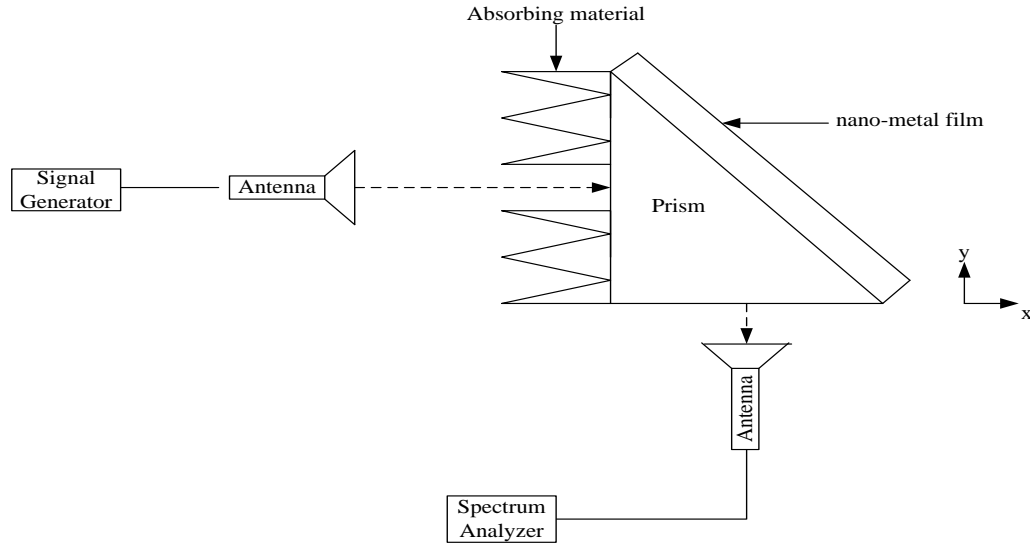 Absorbing material
nano-metal film
Signal
Generator
Antenna
Prism
y
x
Antenna
Spectrum
Analyzer